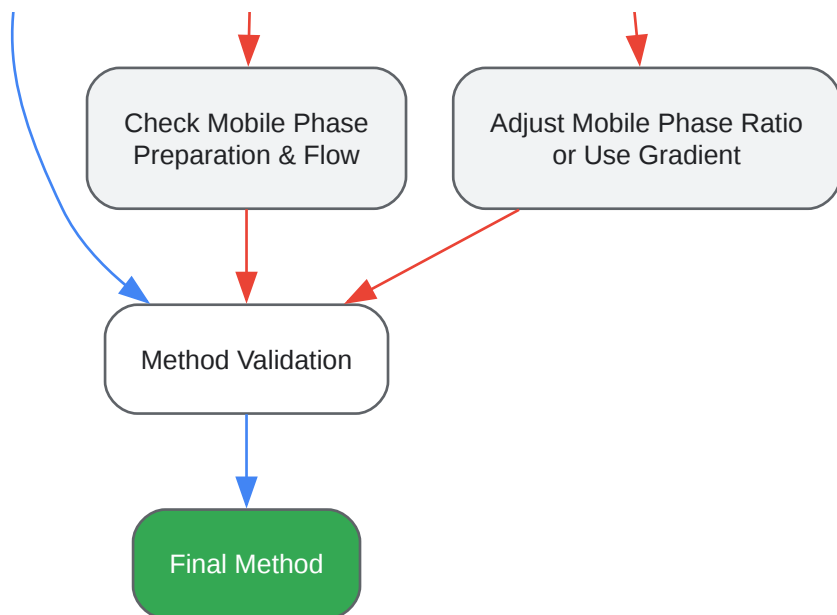 Check Mobile Phase
Preparation & Flow
Adjust Mobile Phase Ratio
or Use Gradient
Method Validation
Final Method